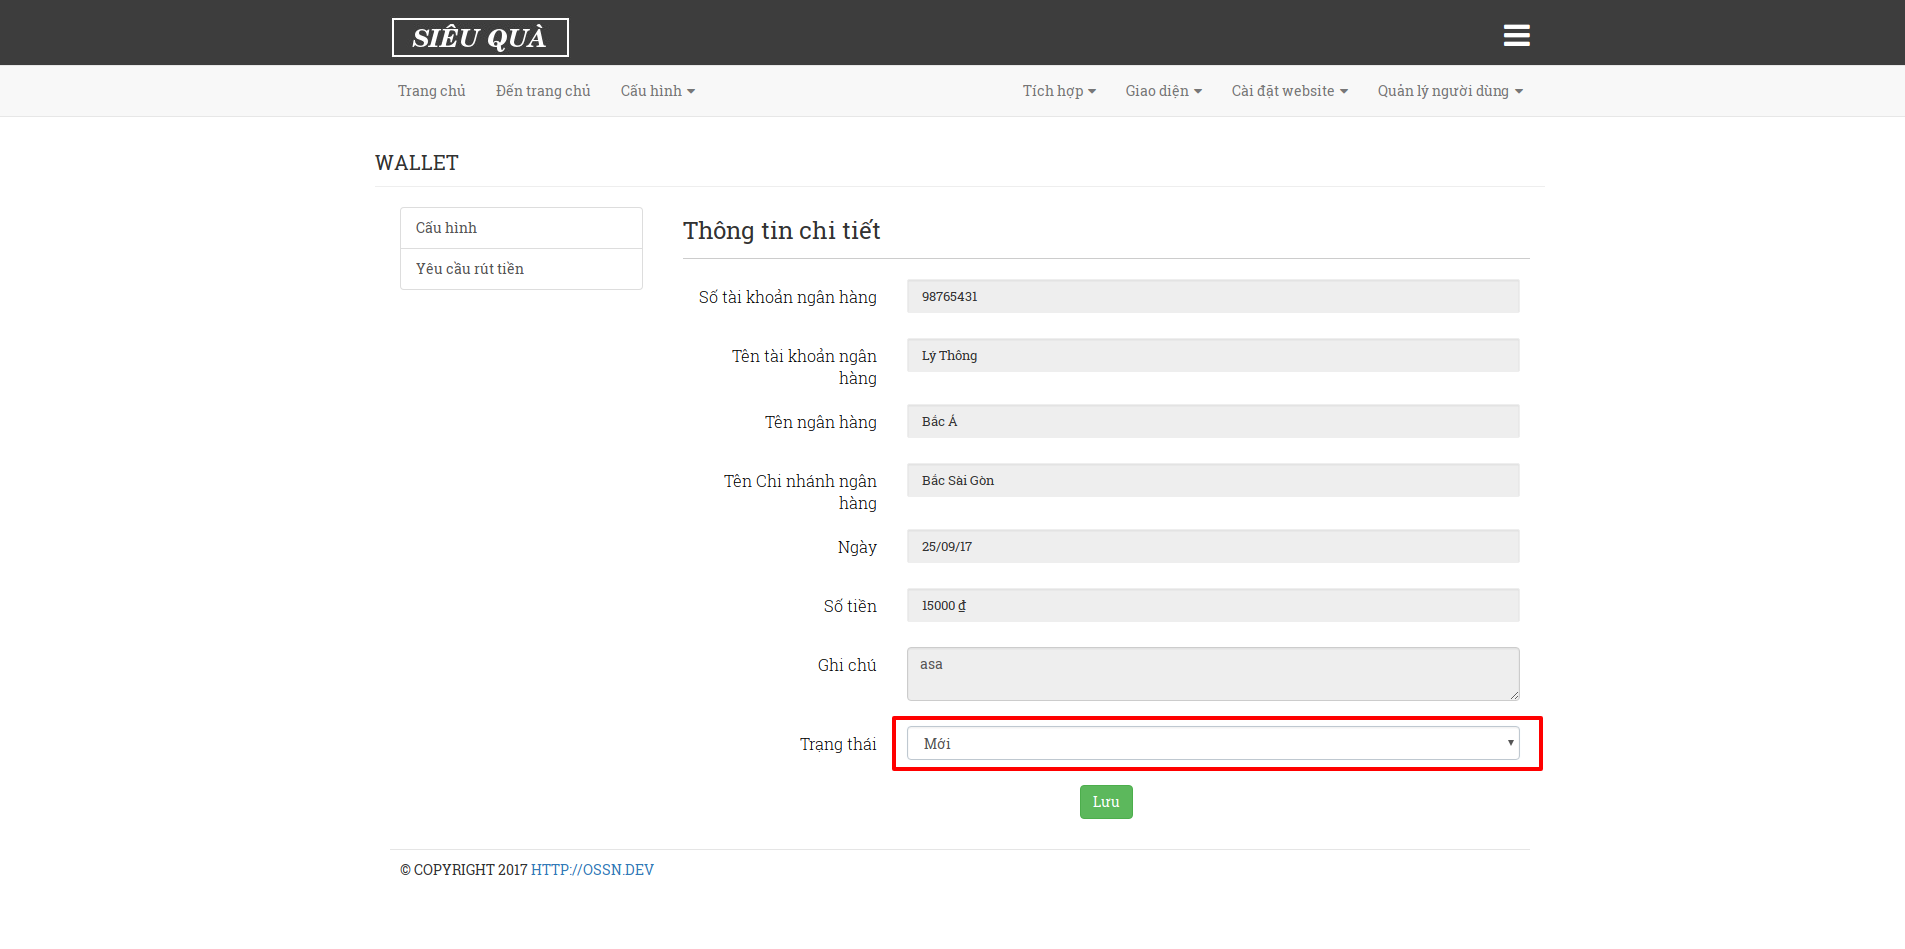 SIÊU QUÀ
Trang chủ Đến trang chủ Cấu hình Tích hợp Giao diện Cài đặt website Quản lý người dùng
WALLET
Cấu hình
Yêu cầu rút tiền
Thông tin chi tiết
Số tài khoản ngân hàng 98765431
Tên tài khoản ngân hàng Lý Thông
Tên ngân hàng Bắc Á
Tên Chi nhánh ngân hàng Bắc Sài Gòn
Ngày 25/09/17
Số tiền 15000 ₫
Ghi chú asa
Trạng thái Mới
Lưu
© COPYRIGHT 2017 HTTP://OSSN.DEV